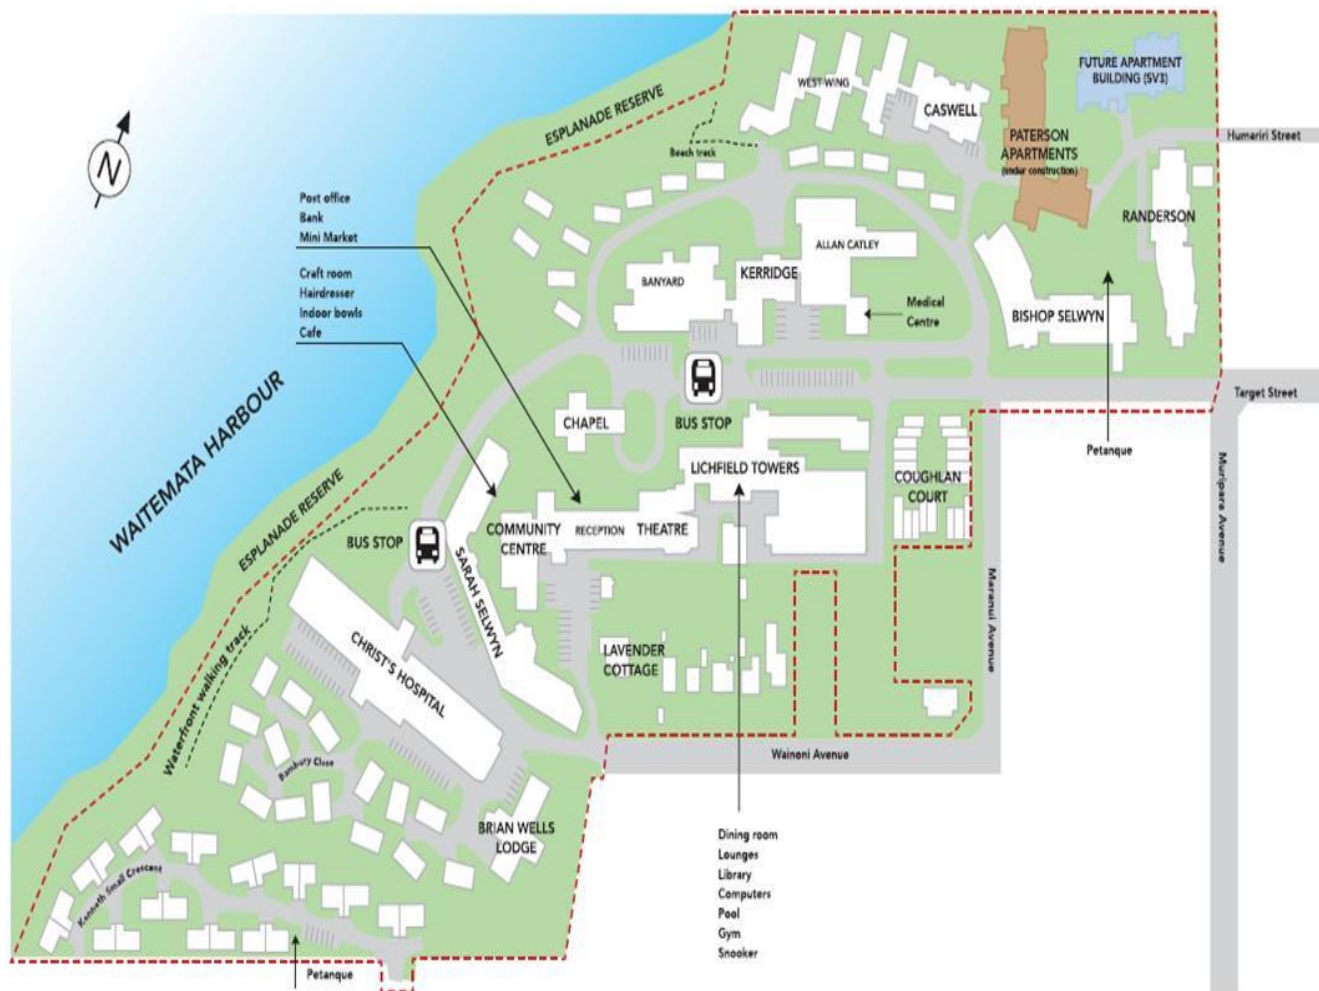 WEST WING
CASWELL
FUTURE APARTMENT
BUILDING (SV3)
PATERSON
APARTMENTS
(under construction)
Humariri Street
ESPLANADE RESERVE
Beach track
N
RANDERSON
Post office
Bank
Mini Market
Craft room
Hairdresser
Indoor bowls
Cafe
ALLAN CATLEY
KERRIDGE
BANYARD
Medical
Centre
BISHOP SELWYN
Target Street
WAITEMATA HARBOUR
CHAPEL
BUS STOP
Petanque
Muripara Avenue
LICHFIELD TOWERS
COUGHLAN
COURT
ESPLANADE RESERVE
BUS STOP
COMMUNITY
CENTRE
RECEPTION
THEATRE
SARAH SELWYN
Maranui Avenue
CHRIST'S HOSPITAL
LAVENDER
COTTAGE
Waterfront walking track
Wainoni Avenue
Bambury Close
BRIAN WELLS
LODGE
Dining room
Lounges
Library
Computers
Pool
Gym
Snooker
Kenneth Small Crescent
Petanque